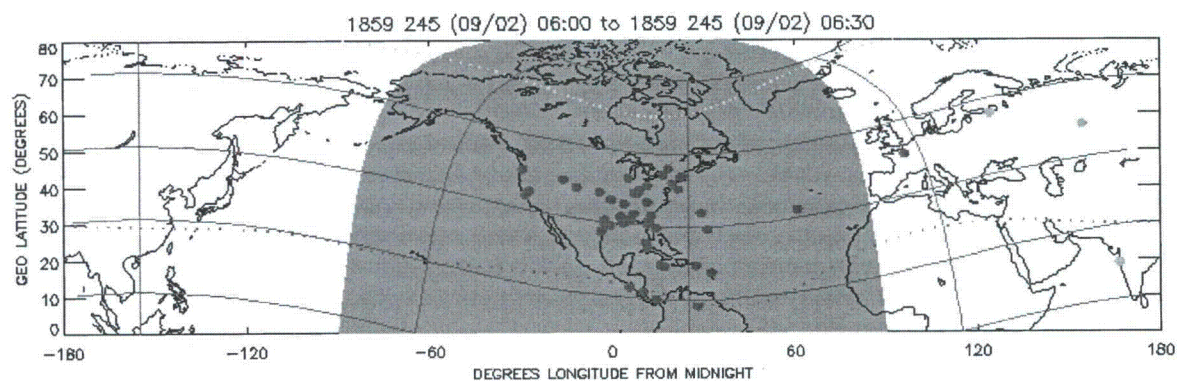 1859 245 (09/02) 06:00 to 1859 245 (09/02) 06:30
80
70
60
50
40
30
20
10
0
GEO LATITUDE (DEGREES)
-180 -120 -60 0 60 120 180
DEGREES LONGITUDE FROM MIDNIGHT